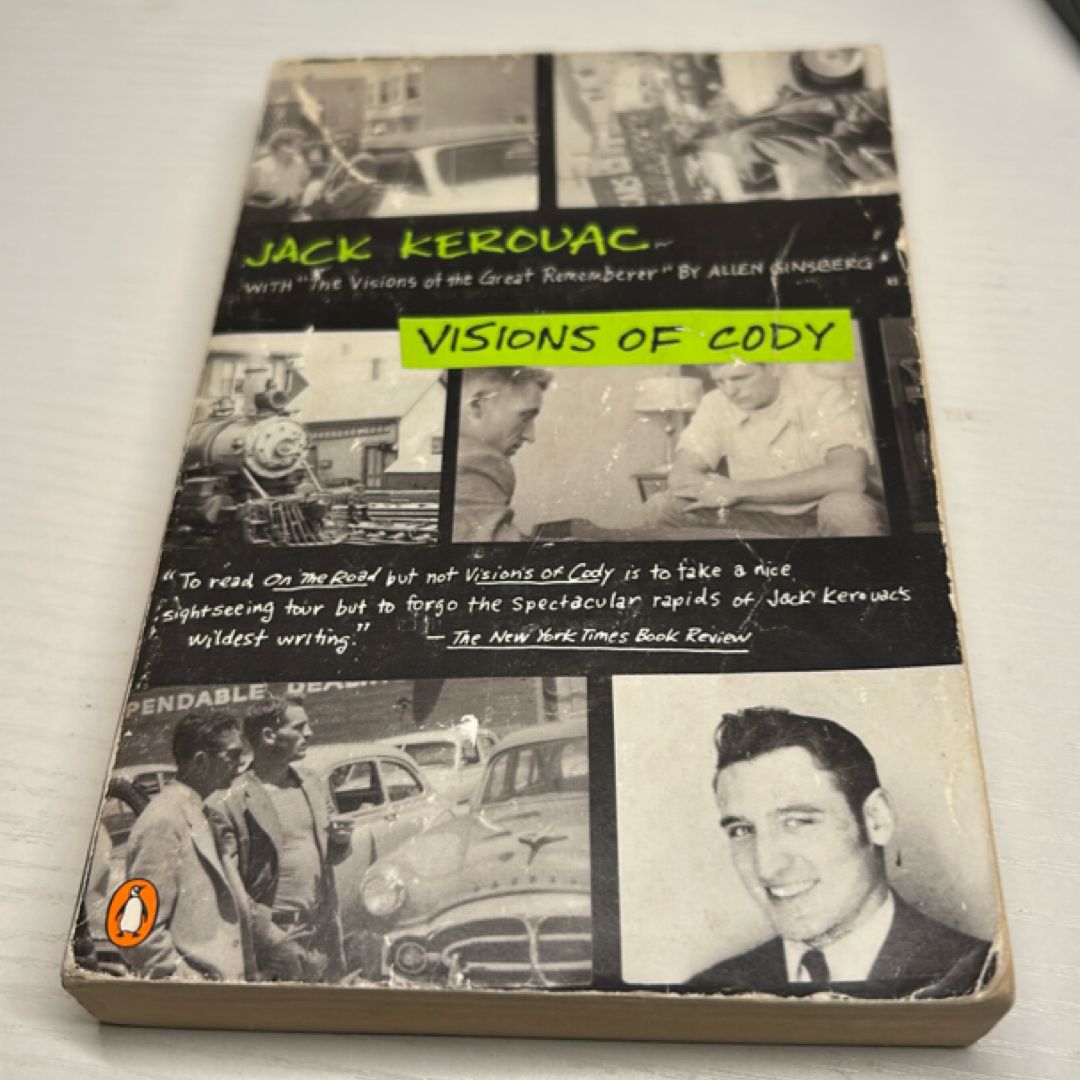 JACK KEROUAC
WITH "The Visions of the Great Rememberer" BY ALLEN GINSBERG
VISIONS OF CODY
"To read On The Road but not Visions of Cody is to take a nice
sightseeing tour but to forgo the spectacular rapids of Jack Kerouac's
wildest writing."  — The New York Times Book Review
PENDABLE